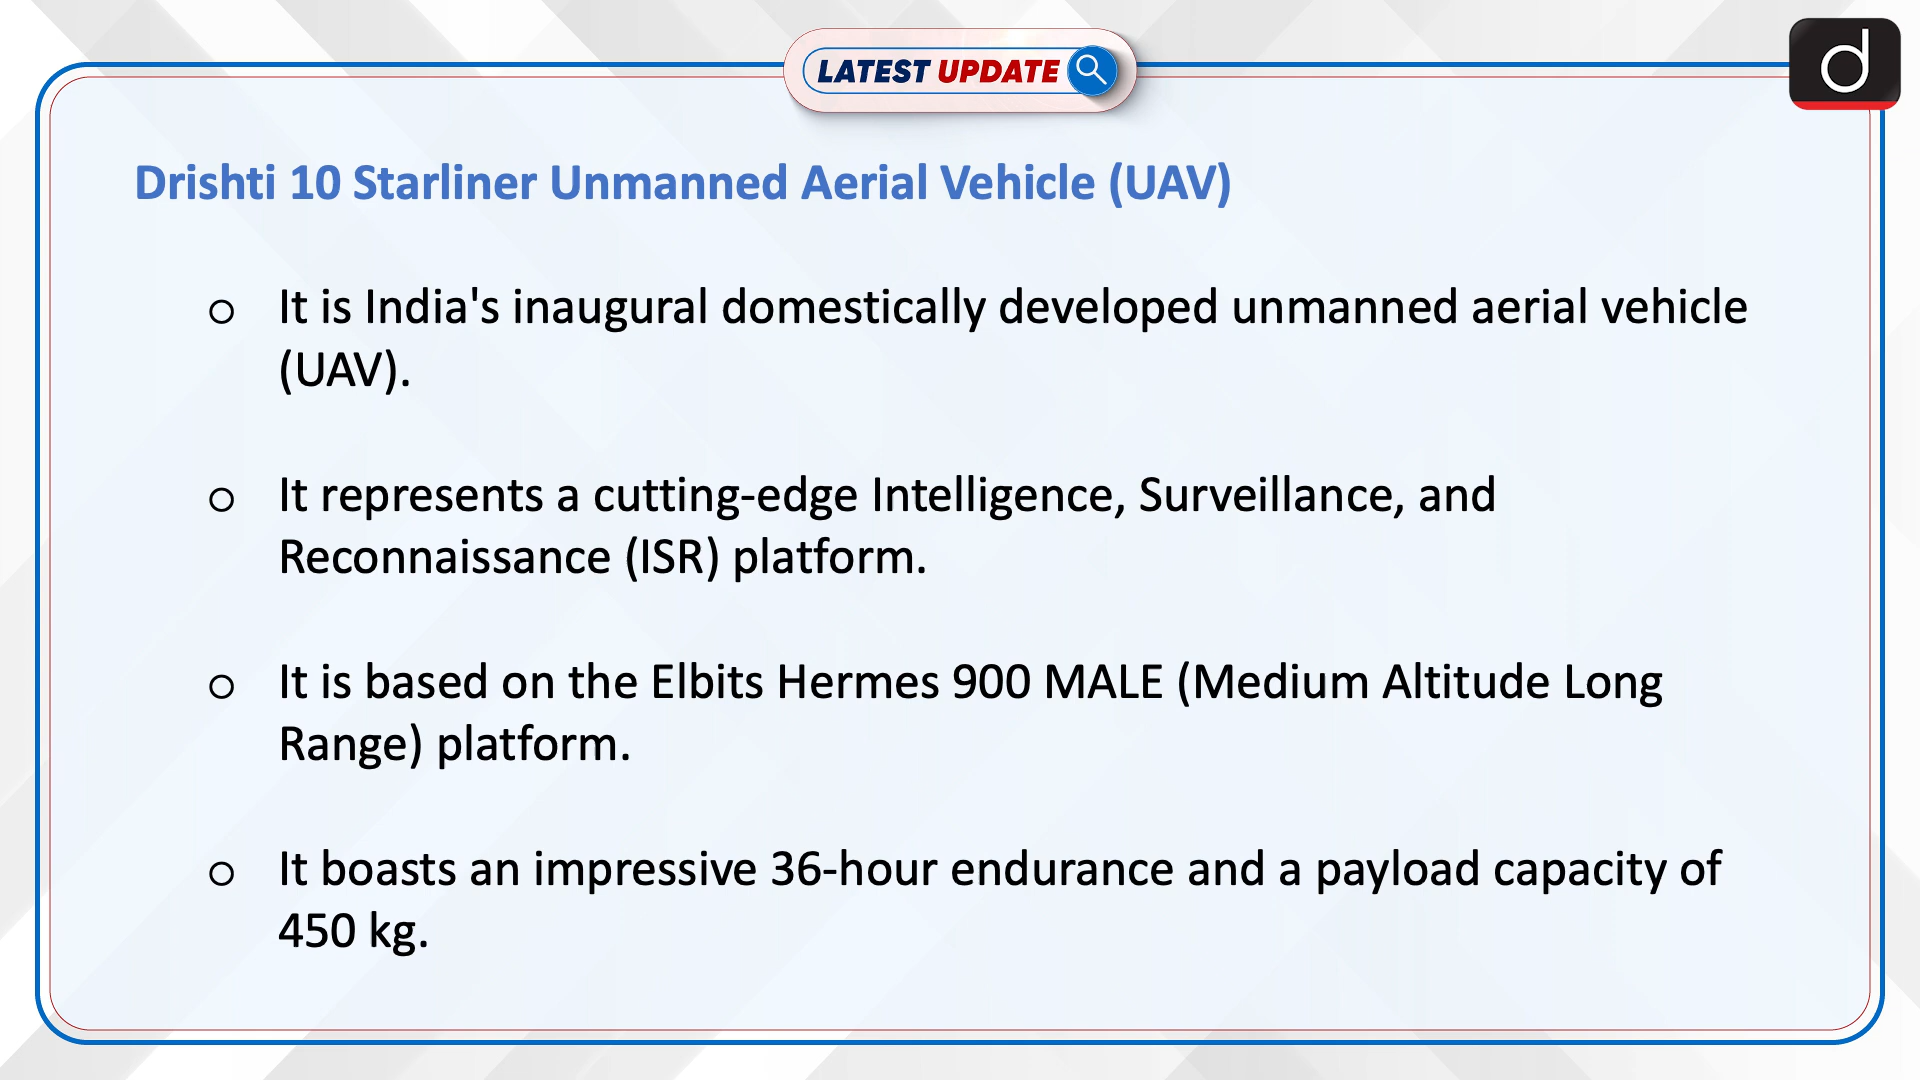 LATEST UPDATE
d
Drishti 10 Starliner Unmanned Aerial Vehicle (UAV)
o It is India's inaugural domestically developed unmanned aerial vehicle
(UAV).
o It represents a cutting-edge Intelligence, Surveillance, and
Reconnaissance (ISR) platform.
o It is based on the Elbits Hermes 900 MALE (Medium Altitude Long
Range) platform.
o It boasts an impressive 36-hour endurance and a payload capacity of
450 kg.